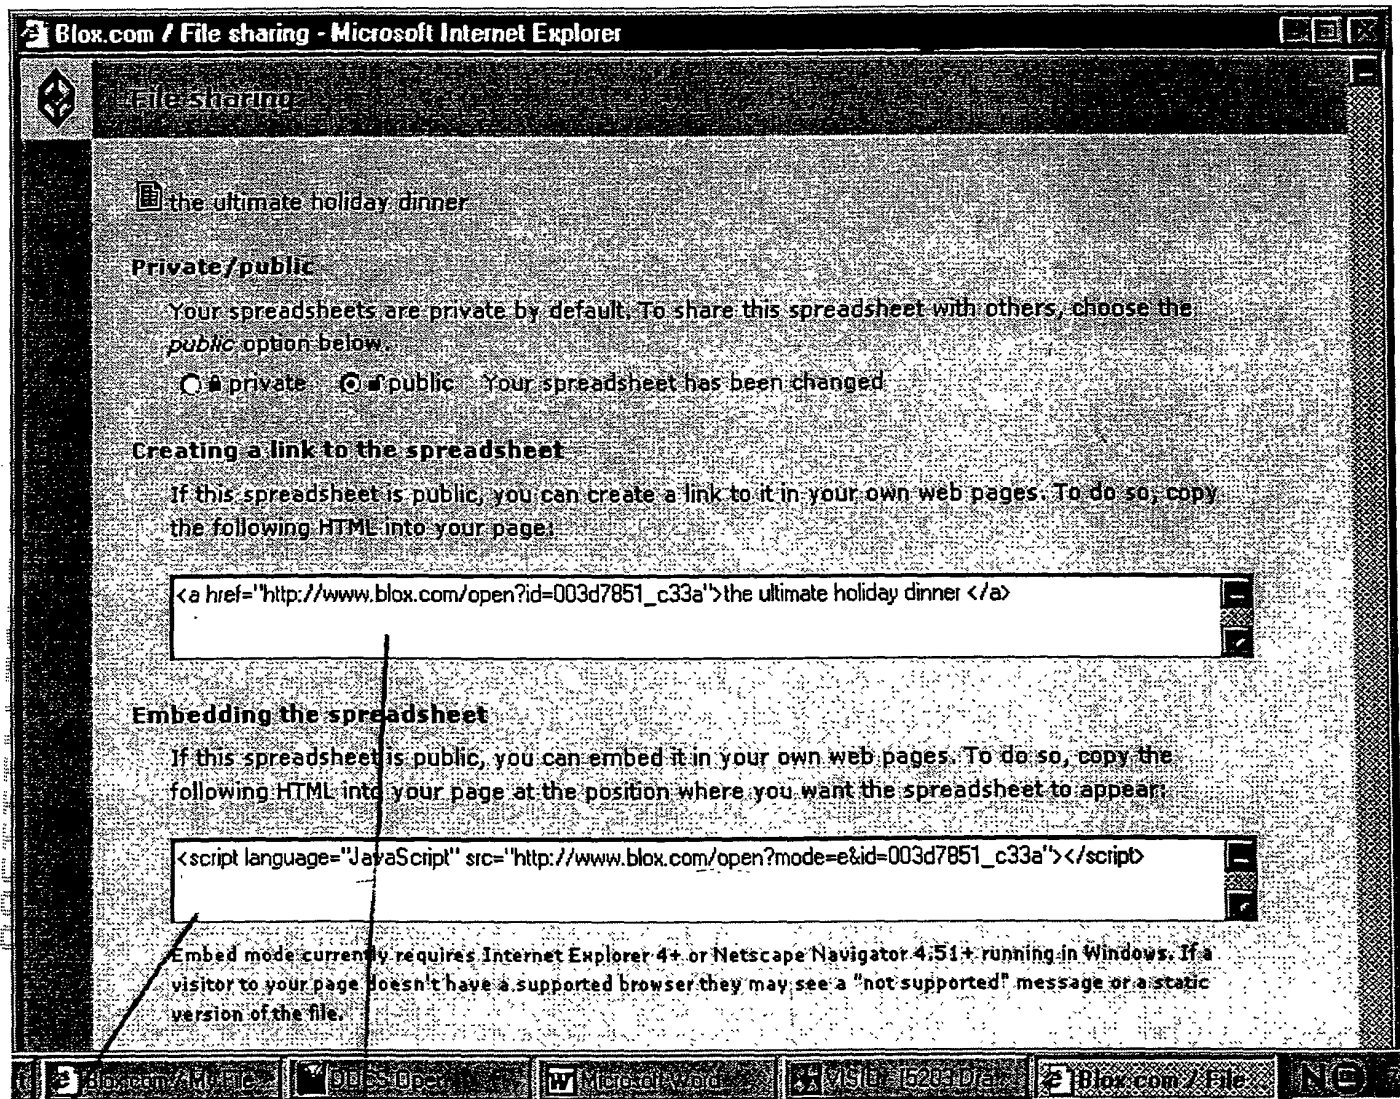 Blox.com / File sharing - Microsoft Internet Explorer
File sharing
the ultimate holiday dinner
Private/public
Your spreadsheets are private by default. To share this spreadsheet with others, choose the
public option below.
private public Your spreadsheet has been changed
Creating a link to the spreadsheet
If this spreadsheet is public, you can create a link to it in your own web pages. To do so, copy
the following HTML into your page:
<a href="http://www.blox.com/open?id=003d7851_c33a">the ultimate holiday dinner </a>
Embedding the spreadsheet
If this spreadsheet is public, you can embed it in your own web pages. To do so, copy the
following HTML into your page at the position where you want the spreadsheet to appear:
<script language="JavaScript" src="http://www.blox.com/open?mode=e&id=003d7851_c33a"></script>
Embed mode currently requires Internet Explorer 4+ or Netscape Navigator 4.51+ running in Windows. If a
visitor to your page doesn't have a supported browser they may see a "not supported" message or a static
version of the file.
Blox.com / My File Microsoft Word Blox.com / File...